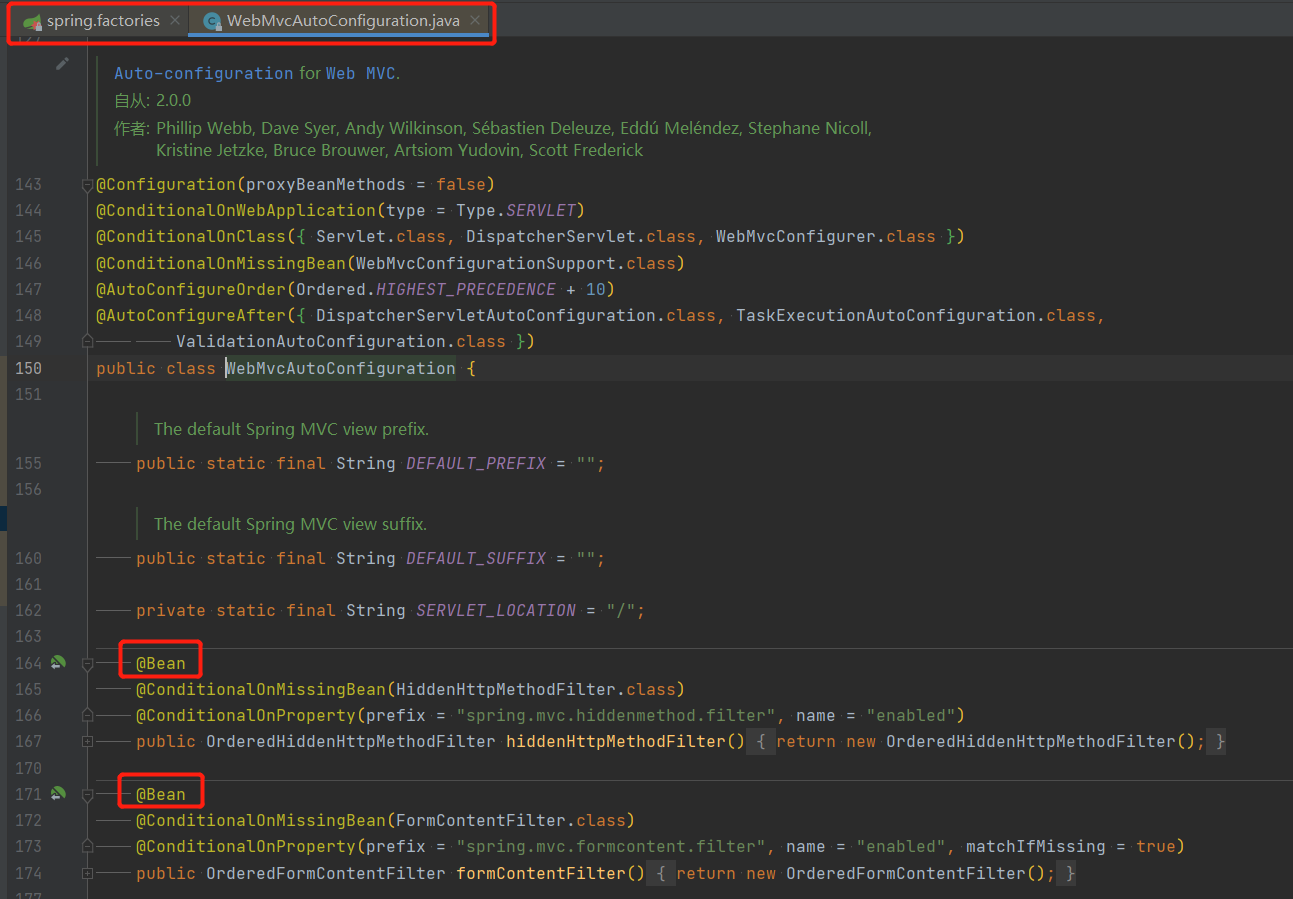 spring.factories WebMvcAutoConfiguration.java
Auto-configuration for Web MVC.
自从: 2.0.0
作者: Phillip Webb, Dave Syer, Andy Wilkinson, Sébastien Deleuze, Eddú Meléndez, Stephane Nicoll,
Kristine Jetzke, Bruce Brouwer, Artsiom Yudovin, Scott Frederick
143 @Configuration(proxyBeanMethods = false)
144 @ConditionalOnWebApplication(type = Type.SERVLET)
145 @ConditionalOnClass({ Servlet.class, DispatcherServlet.class, WebMvcConfigurer.class })
146 @ConditionalOnMissingBean(WebMvcConfigurationSupport.class)
147 @AutoConfigureOrder(Ordered.HIGHEST_PRECEDENCE + 10)
148 @AutoConfigureAfter({ DispatcherServletAutoConfiguration.class, TaskExecutionAutoConfiguration.class,
149 ValidationAutoConfiguration.class })
150 public class WebMvcAutoConfiguration {
151
The default Spring MVC view prefix.
155 public static final String DEFAULT_PREFIX = "";
156
The default Spring MVC view suffix.
160 public static final String DEFAULT_SUFFIX = "";
161
162 private static final String SERVLET_LOCATION = "/";
163
164 @Bean
165 @ConditionalOnMissingBean(HiddenHttpMethodFilter.class)
166 @ConditionalOnProperty(prefix = "spring.mvc.hiddenmethod.filter", name = "enabled")
167 public OrderedHiddenHttpMethodFilter hiddenHttpMethodFilter() { return new OrderedHiddenHttpMethodFilter(); }
170
171 @Bean
172 @ConditionalOnMissingBean(FormContentFilter.class)
173 @ConditionalOnProperty(prefix = "spring.mvc.formcontent.filter", name = "enabled", matchIfMissing = true)
174 public OrderedFormContentFilter formContentFilter() { return new OrderedFormContentFilter(); }